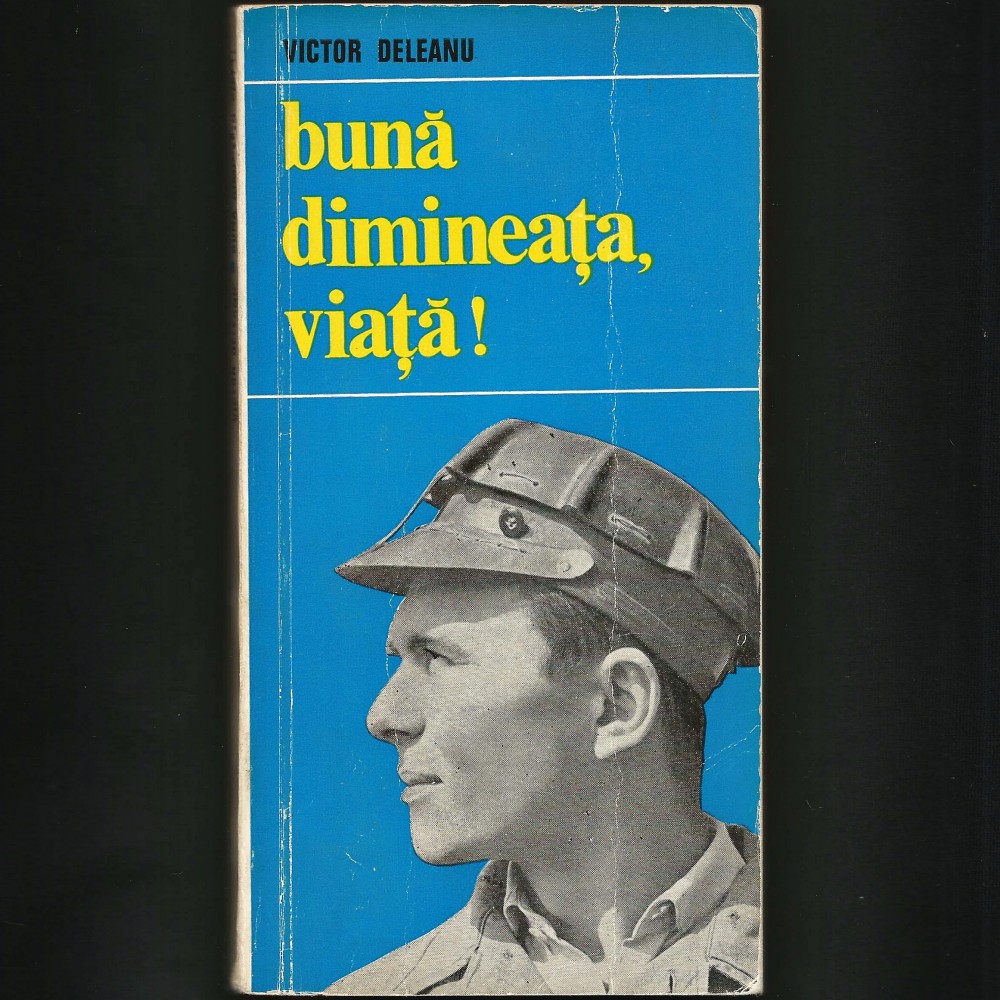 VICTOR DELEANU
bună
dimineața,
viață!